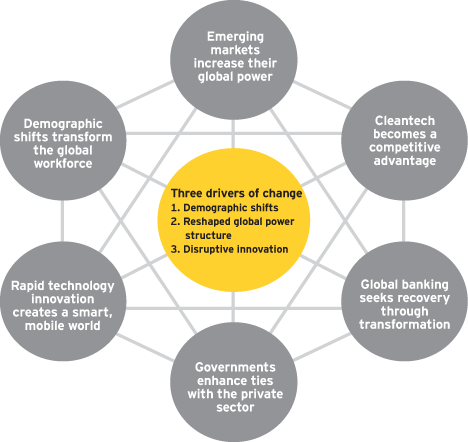 Emerging
markets
increase their
global power
Demographic
shifts transform
the global
workforce
Cleantech
becomes a
competitive
advantage
Three drivers of change
1. Demographic shifts
2. Reshaped global power
structure
3. Disruptive innovation
Rapid technology
innovation
creates a smart,
mobile world
Global banking
seeks recovery
through
transformation
Governments
enhance ties
with the private
sector